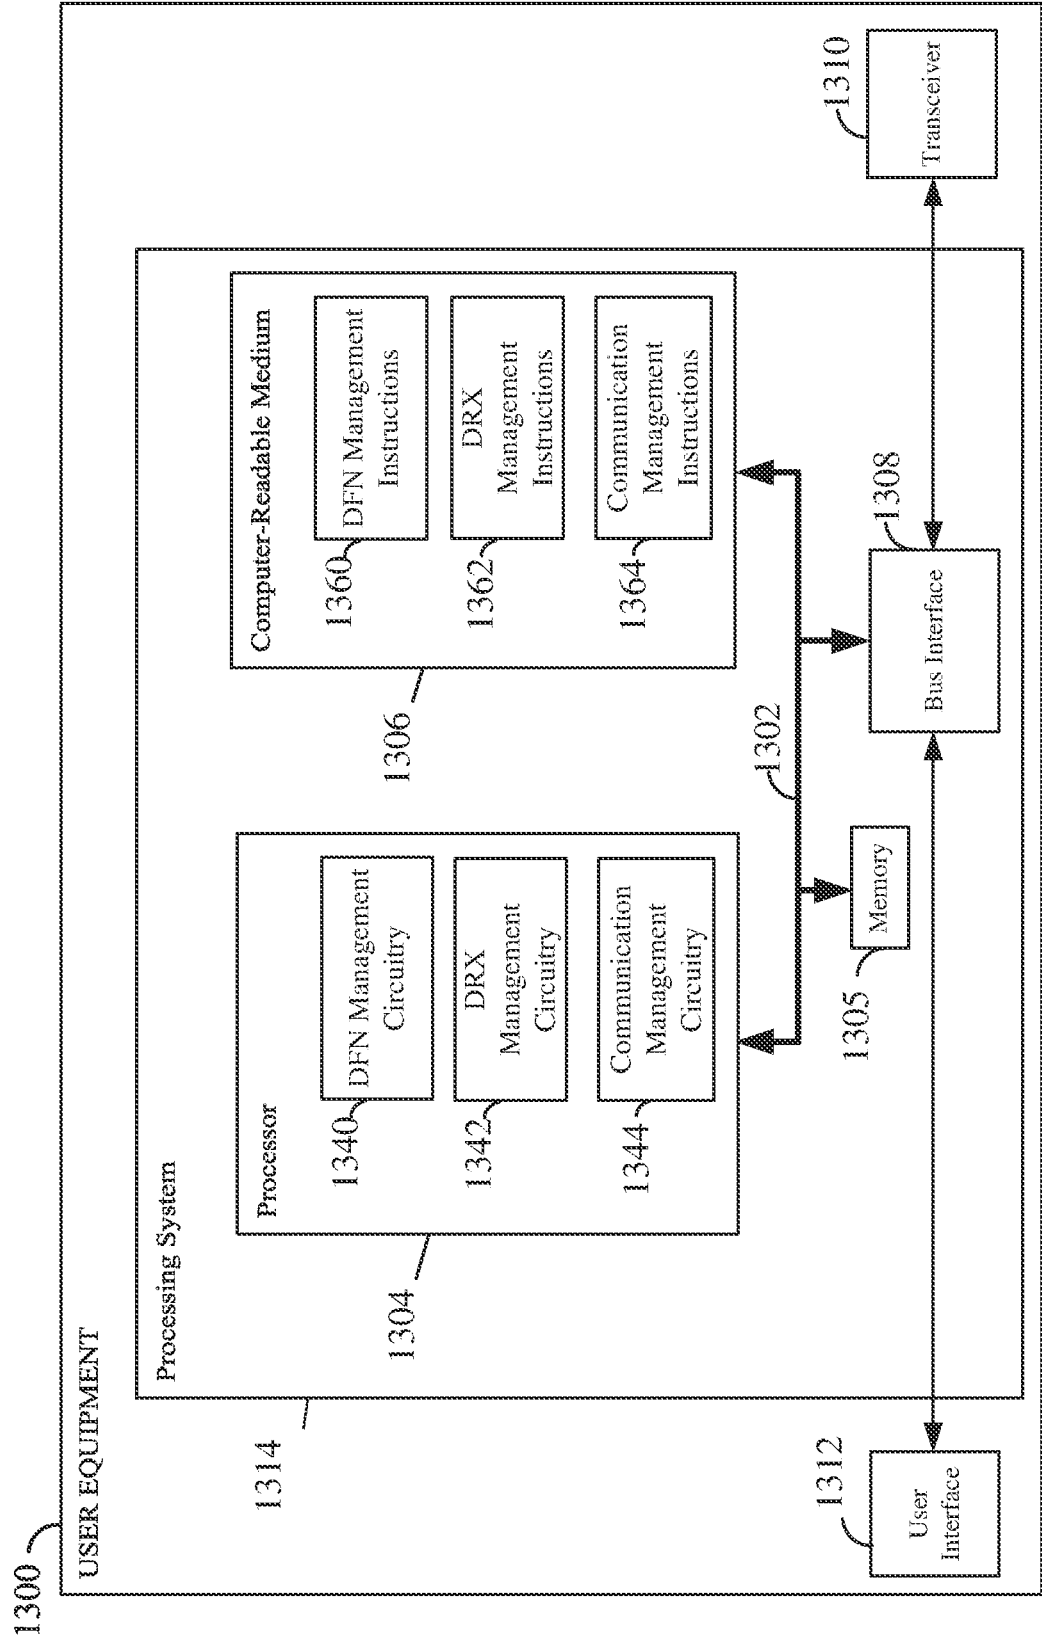 1300
USER EQUIPMENT
1314
Processing System
1304
Processor
1340
DFN Management
Circuitry
1342
DRX
Management
Circuitry
1344
Communication
Management
Circuitry
1306
Computer-Readable Medium
1360
DFN Management
Instructions
1362
DRX
Management
Instructions
1364
Communication
Management
Instructions
1302
1305
Memory
1308
Bus Interface
1312
User
Interface
1310
Transceiver